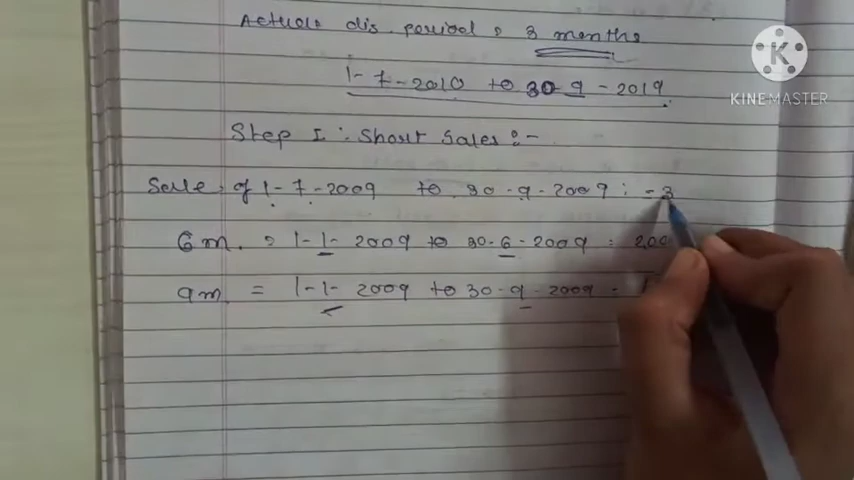 Actual dis. period : 3 months
KINEMASTER
1-7-2010 to 30-9-2019
Step I : Short Sales :-
Sale of 1-7-2009 to 30-9-2009 : -3
6m. = 1-1-2009 to 30-6-2009 = 200
9m = 1-1-2009 to 30-9-2009 =